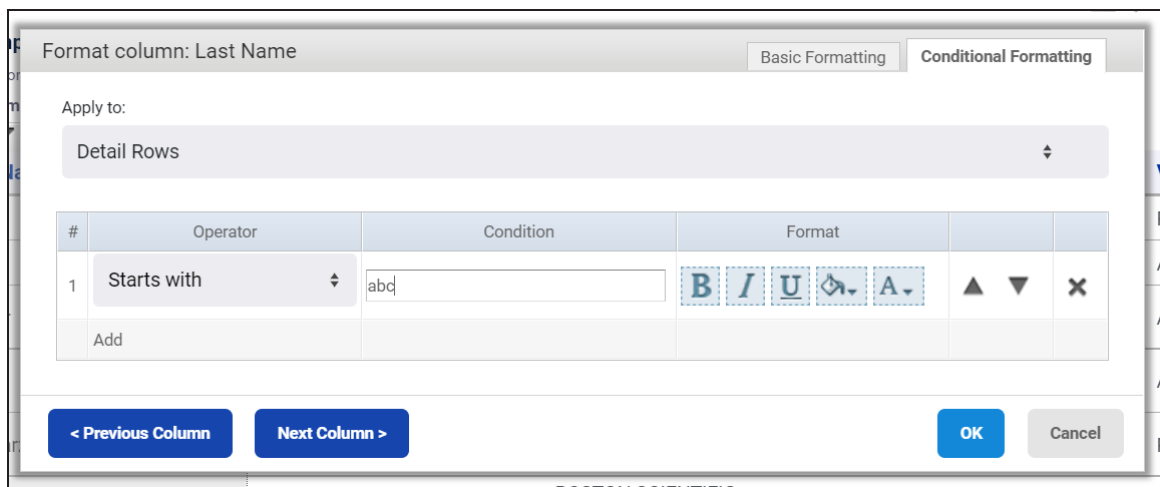 Format column: Last Name
Basic Formatting
Conditional Formatting
Apply to:
Detail Rows
# Operator Condition Format
1 Starts with abc B I U A
Add
< Previous Column Next Column > OK Cancel